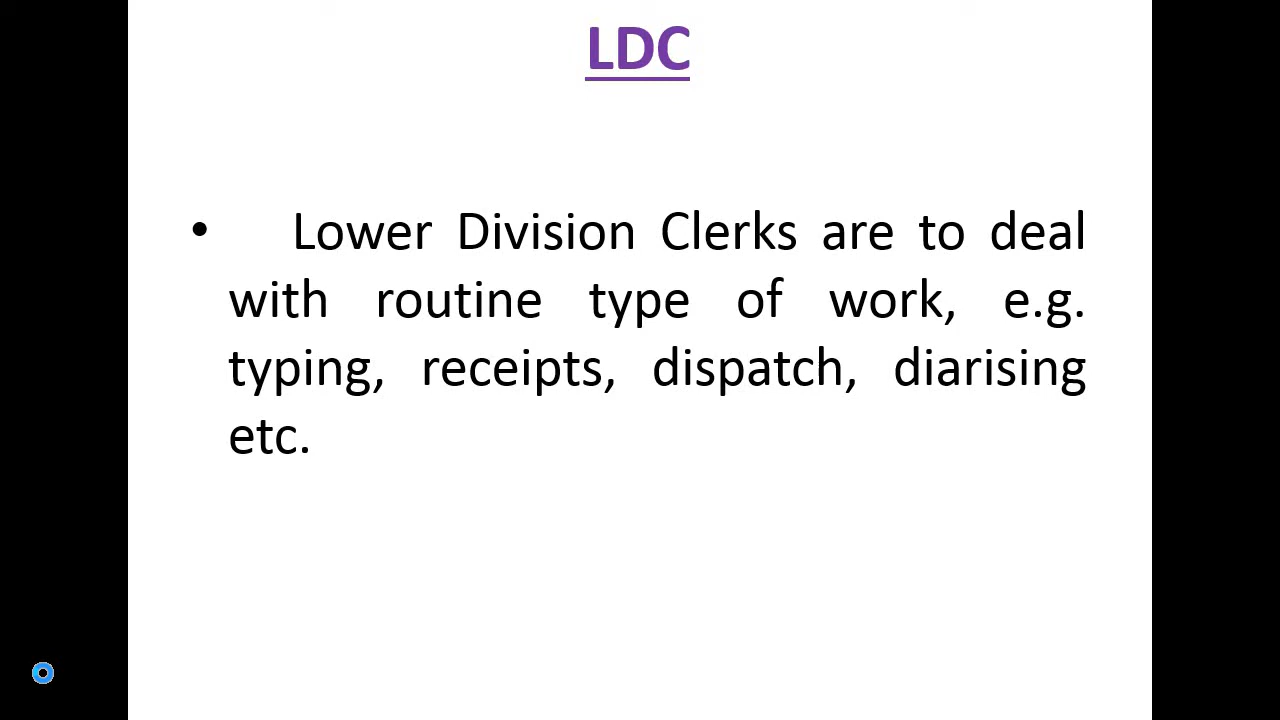 LDC
• Lower Division Clerks are to deal
with routine type of work, e.g.
typing, receipts, dispatch, diarising
etc.